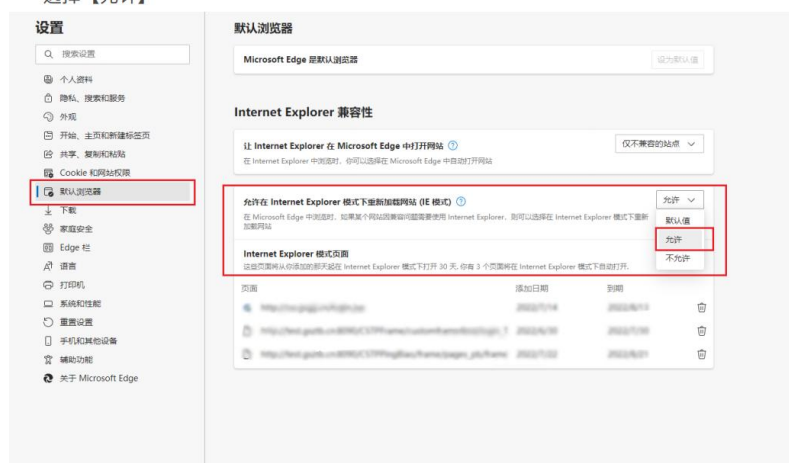 选择【允许】
设置
搜索设置
个人资料
隐私、搜索和服务
外观
开始、主页和新建标签页
共享、复制和粘贴
Cookie 和网站权限
默认浏览器
下载
家庭安全
Edge 栏
语言
打印机
系统和性能
重置设置
手机和其他设备
辅助功能
关于 Microsoft Edge
默认浏览器
Microsoft Edge 是默认浏览器
设为默认值
Internet Explorer 兼容性
让 Internet Explorer 在 Microsoft Edge 中打开网站
仅不兼容的站点
在 Internet Explorer 中浏览时，你可以选择在 Microsoft Edge 中自动打开网站
允许在 Internet Explorer 模式下重新加载网站 (IE 模式)
允许
在 Microsoft Edge 中浏览时，如果某个网站因兼容问题需要使用 Internet Explorer，则可以选择在 Internet Explorer 模式下重新
加载网站
默认值
允许
不允许
Internet Explorer 模式页面
这些页面将从你添加的那天起在 Internet Explorer 模式下打开 30 天。你有 3 个页面将在 Internet Explorer 模式下自动打开.
页面
添加日期
到期